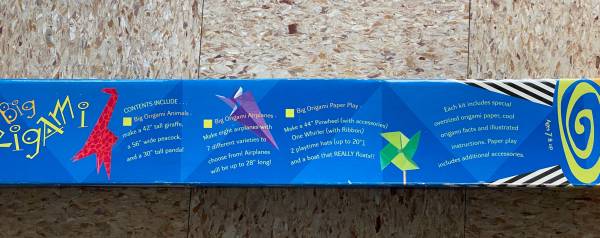 Big
Origami
CONTENTS INCLUDE . . .
Big Origami Animals -
make a 42" tall giraffe,
a 56" wide peacock,
and a 30" tall panda!
Big Origami Airplanes -
Make eight airplanes with
7 different varieties to
choose from! Airplanes
will be up to 28" long!
Big Origami Paper Play -
Make a 44" Pinwheel (with accessories)
One Whirler (with Ribbon)
2 playtime hats (up to 20"),
and a boat that REALLY floats!!
Each kit includes special
oversized origami paper, cool
origami facts and illustrated
instructions. Paper play
includes additional accessories.
Ages 7 & up